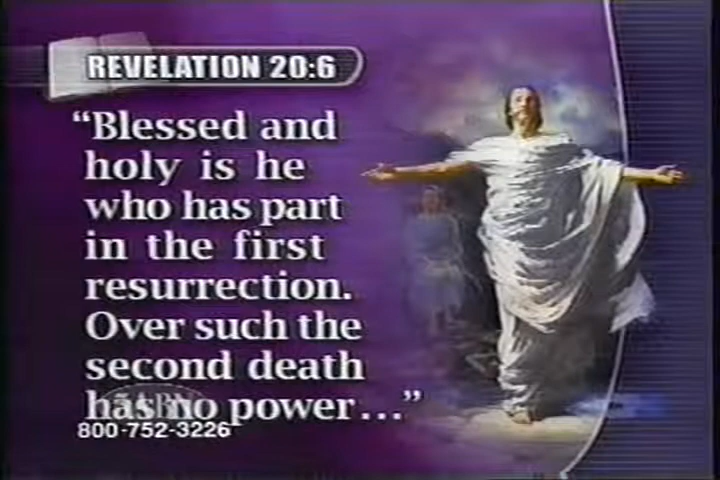 REVELATION 20:6
“Blessed and
holy is he
who has part
in the first
resurrection.
Over such the
second death
has no power...”
3ABN
800-752-3226